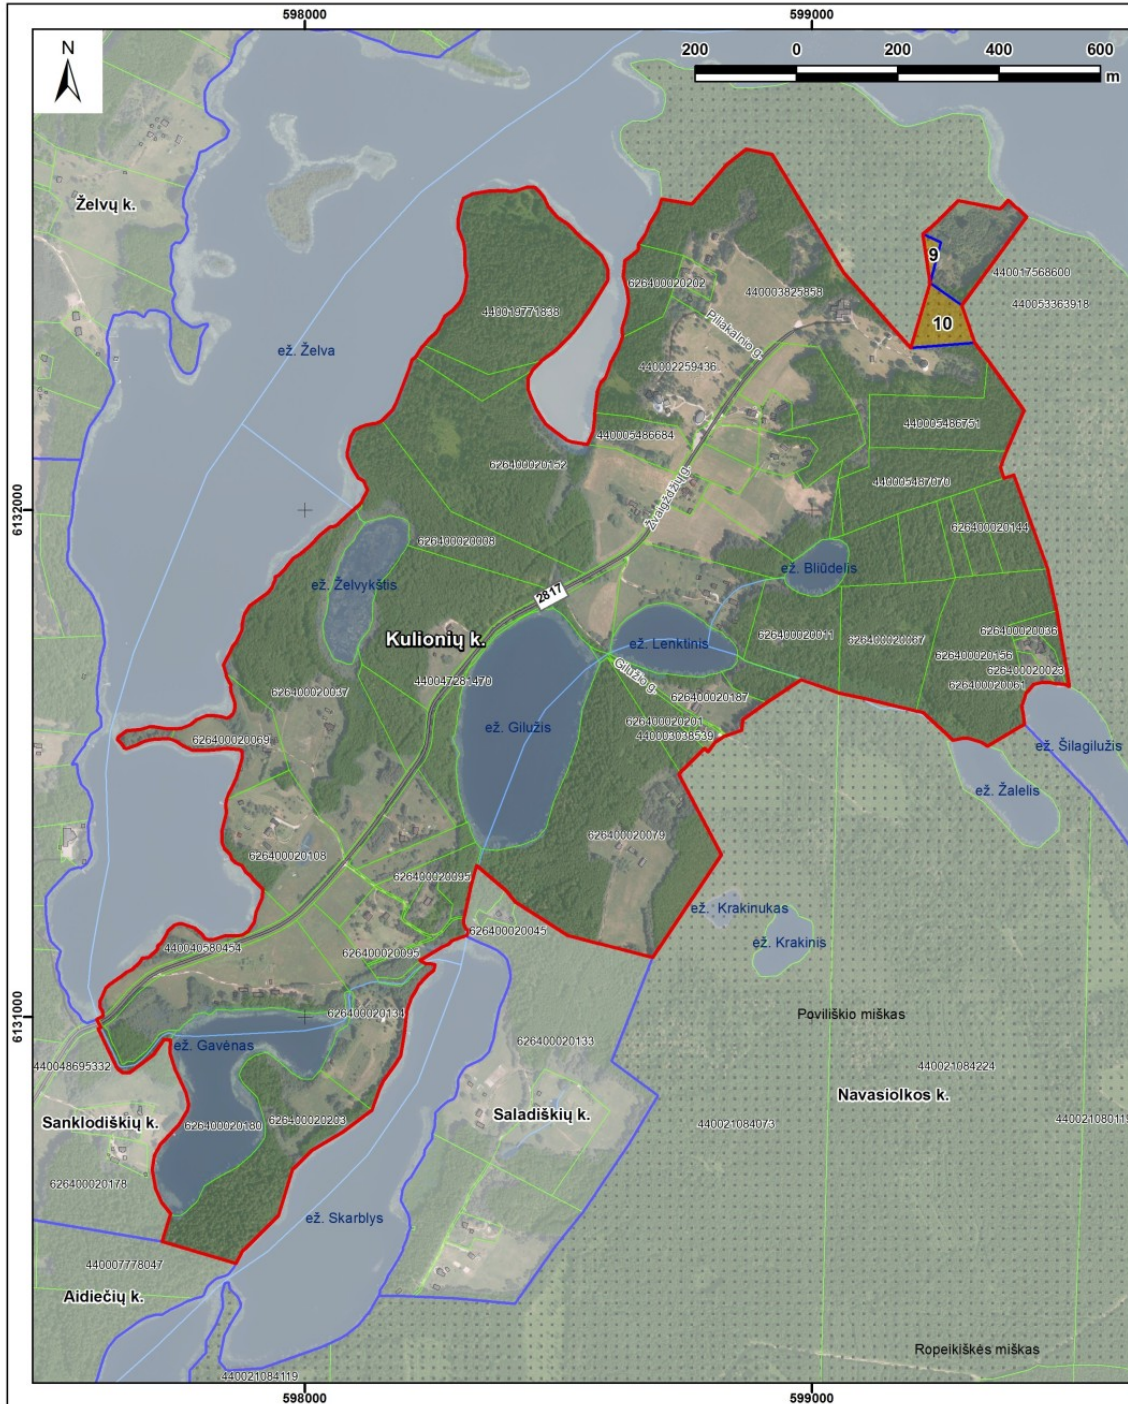 598000
599000
N
200
0
200
400
600
m
Želvų k.
9
440017568600
626400020202
440003825858
440053363918
440019771838
10
Piliakalnio g.
ež. Želva
440002259436
440005486684
440005486751
626400020152
440005487070
Žvaigždžių g.
6132000
6132000
626400020144
626400020008
ež. Bliūdelis
ež. Želvykštis
2817
Kulionių k.
ež. Lenktinis
626400020011
626400020067
626400020036
626400020156
626400020023
626400020061
440047281470
Gilužio g.
626400020187
626400020037
626400020201
440003038539
ež. Gilužis
626400020069
ež. Šilagilužis
ež. Žalelis
626400020079
626400020108
626400020095
ež. Krakinukas
626400020045
ež. Krakinis
440040580454
626400020095
626400020134
Poviliškio miškas
6131000
ež. Gavėnas
626400020133
440048695332
440021084224
Navasiolkos k.
Sanklodiškių k.
626400020203
626400020180
Saladiškių k.
440021084073
440021080119
626400020178
ež. Skarblys
440007778047
Aidiečių k.
Ropeikiškės miškas
440021084119
598000
599000